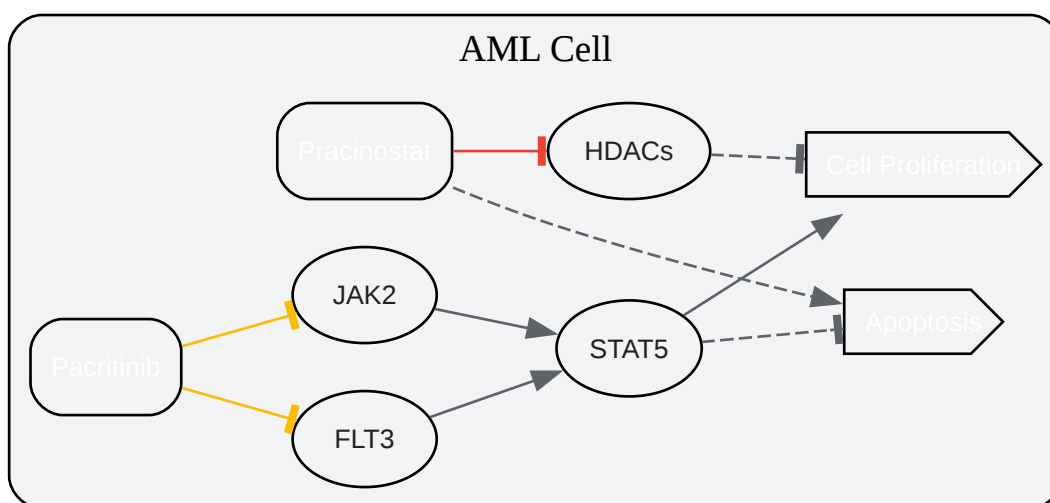 AML Cell
Pracinostat
HDACs
Cell Proliferation
JAK2
STAT5
Apoptosis
Pacritinib
FLT3